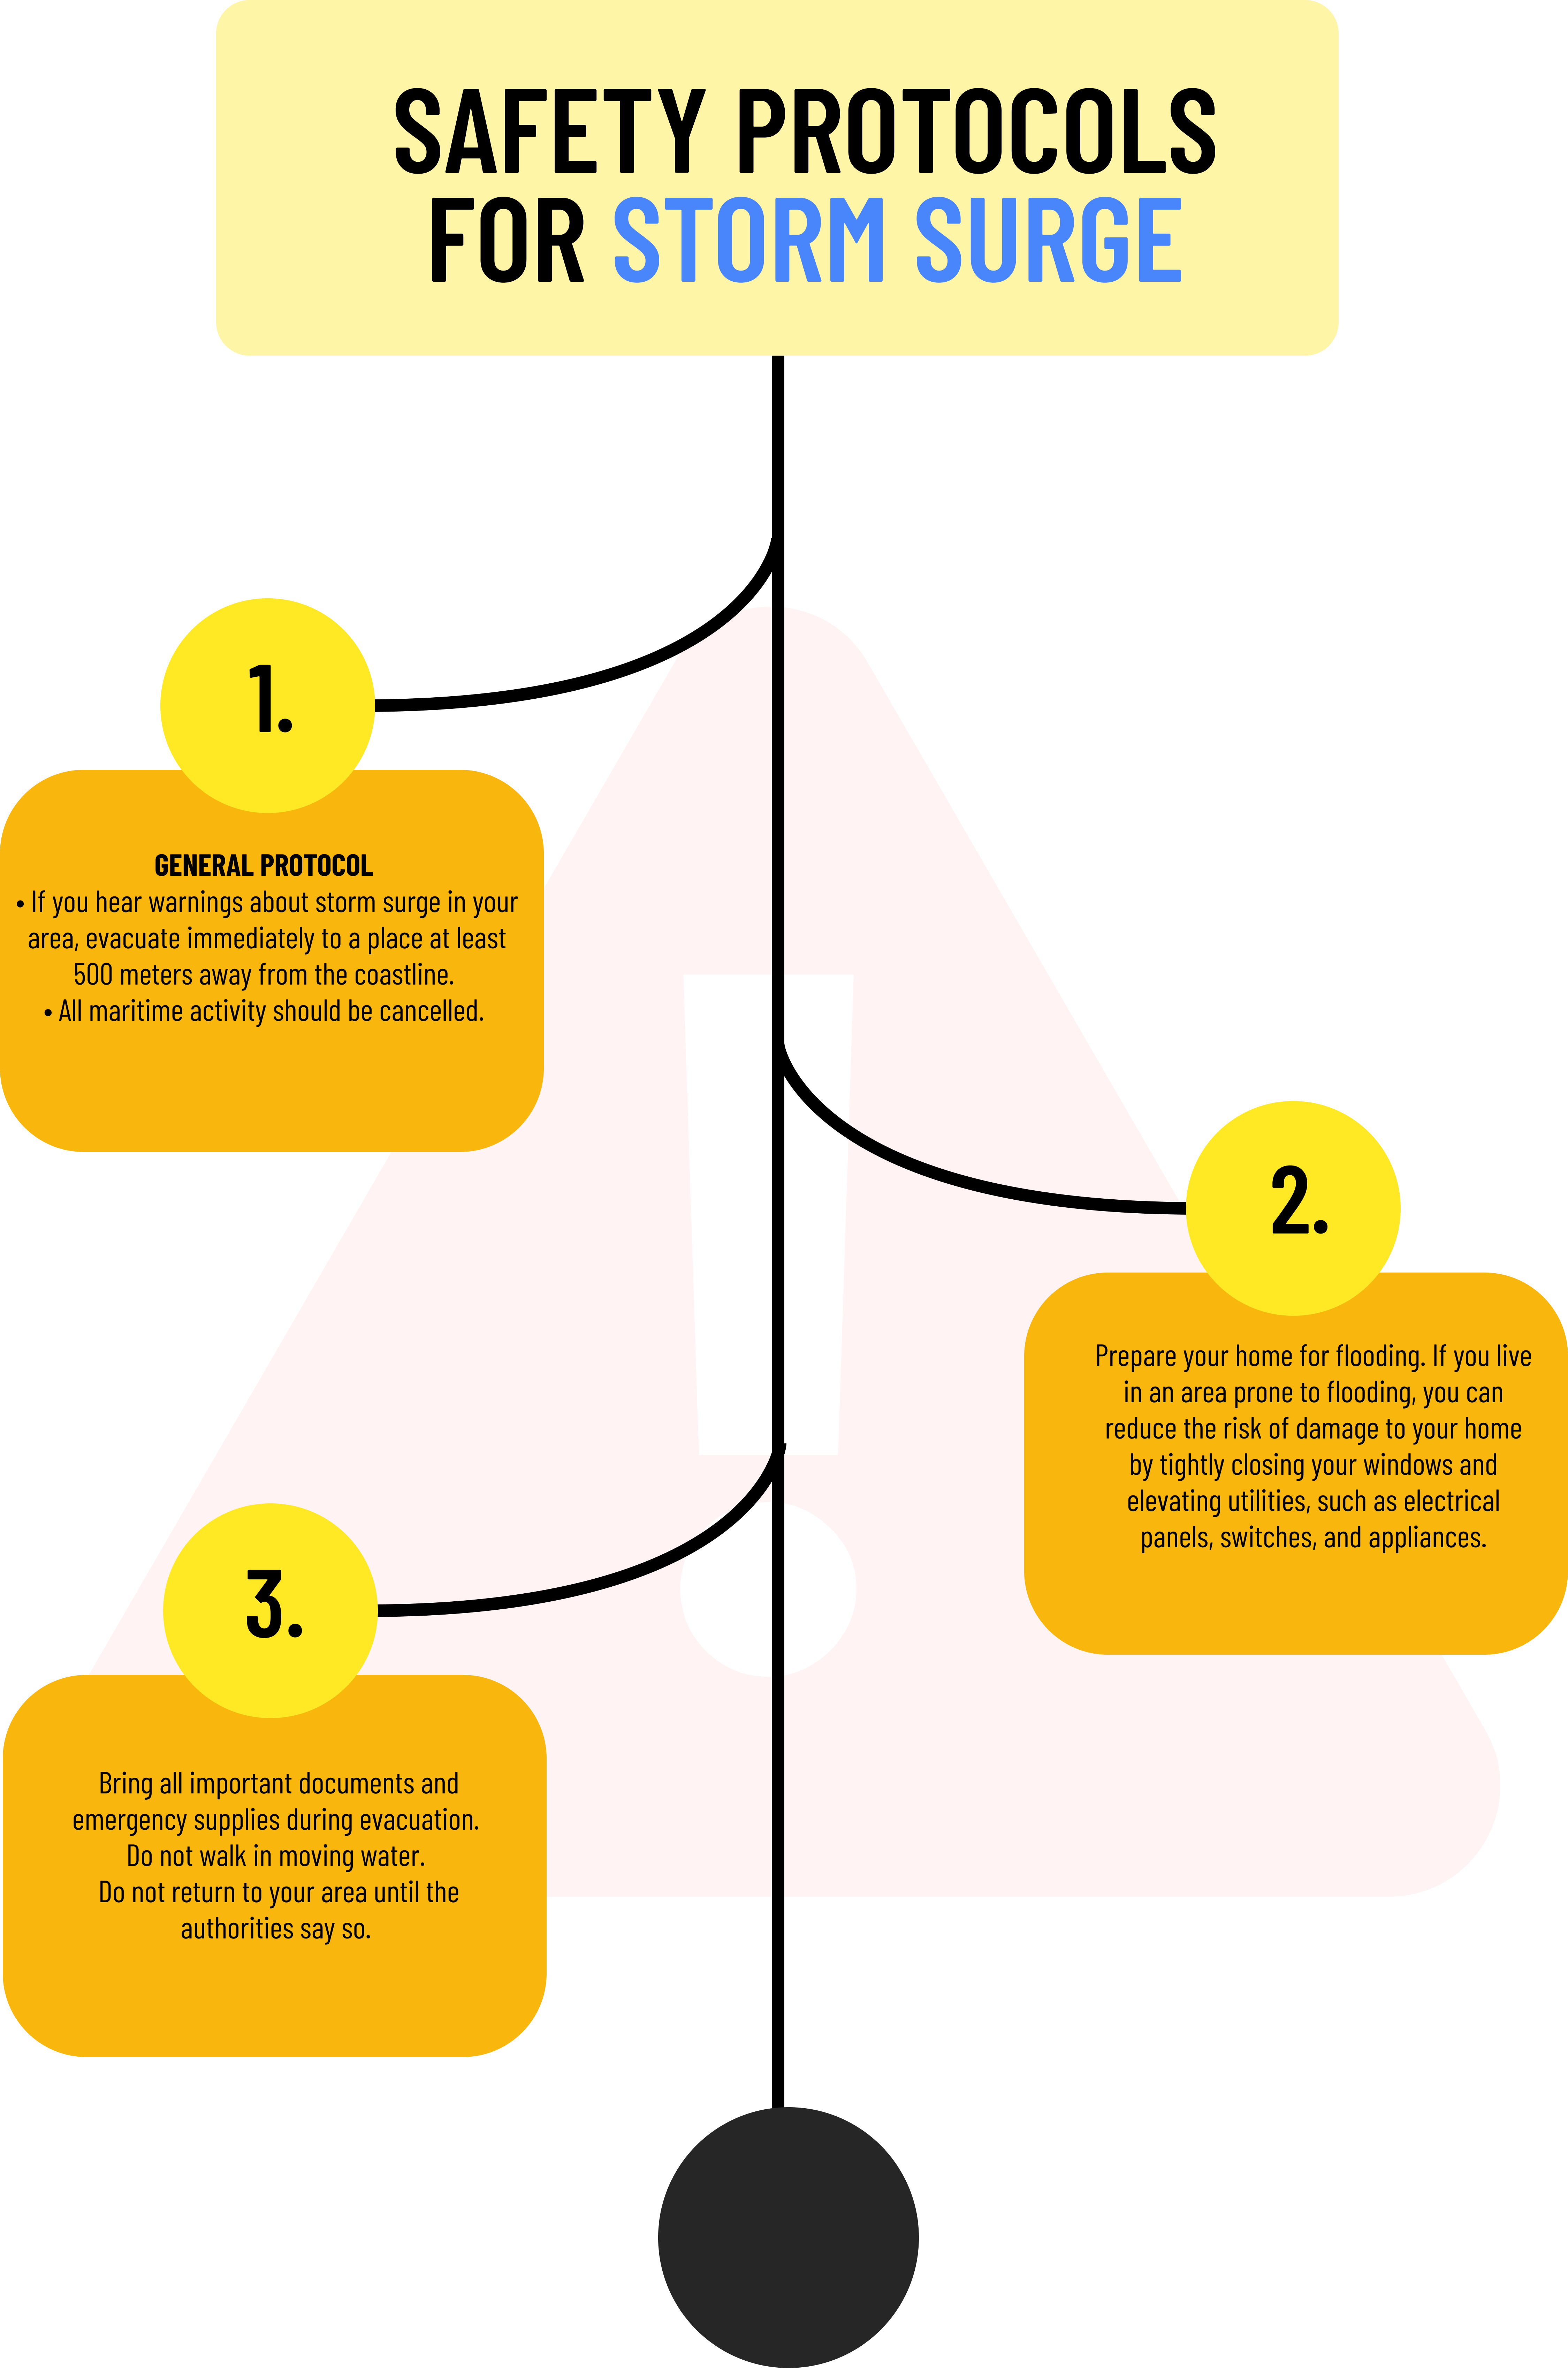 SAFETY PROTOCOLS
FOR STORM SURGE
1.
GENERAL PROTOCOL
• If you hear warnings about storm surge in your
area, evacuate immediately to a place at least
500 meters away from the coastline.
• All maritime activity should be cancelled.
2.
Prepare your home for flooding. If you live
in an area prone to flooding, you can
reduce the risk of damage to your home
by tightly closing your windows and
elevating utilities, such as electrical
panels, switches, and appliances.
3.
Bring all important documents and
emergency supplies during evacuation.
Do not walk in moving water.
Do not return to your area until the
authorities say so.